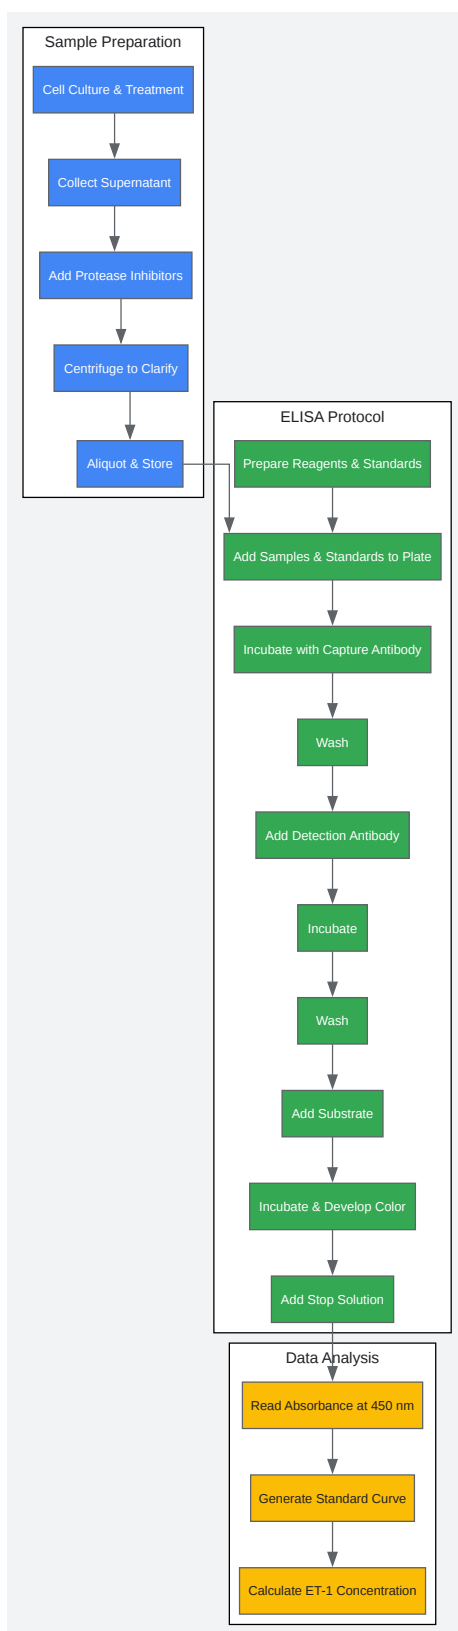 Sample Preparation
Cell Culture & Treatment
Collect Supernatant
Add Protease Inhibitors
Centrifuge to Clarify
Aliquot & Store
ELISA Protocol
Prepare Reagents & Standards
Add Samples & Standards to Plate
Incubate with Capture Antibody
Wash
Add Detection Antibody
Incubate
Wash
Add Substrate
Incubate & Develop Color
Add Stop Solution
Data Analysis
Read Absorbance at 450 nm
Generate Standard Curve
Calculate ET-1 Concentration